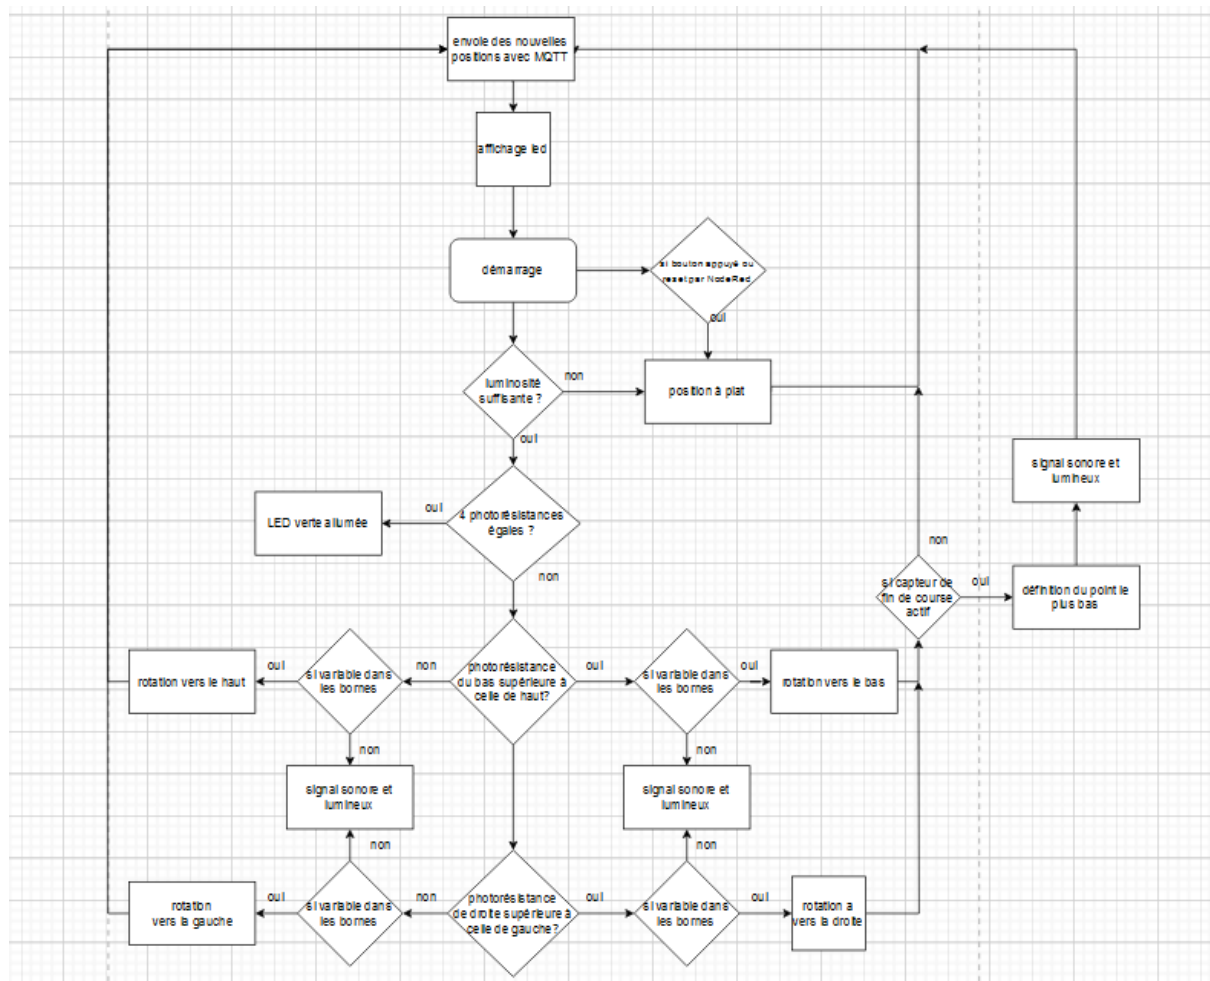 envoie des nouvelles
positions avec MQTT
affichage led
démarrage
si bouton appuyé ou
reset par NodeRed
oui
luminosité
suffisante ?
non
position à plat
oui
signal sonore et
lumineux
4 photorésistances
égales ?
oui
LED verte allumée
non
non
si capteur de
fin de course
actif
oui
définition du point le
plus bas
rotation vers le haut
oui
si variable dans
les bornes
non
photorésistance
du bas supérieure à
celle de haut?
oui
si variable dans
les bornes
oui
rotation vers le bas
non
non
signal sonore et
lumineux
signal sonore et
lumineux
non
non
rotation
vers la gauche
oui
si variable dans
les bornes
non
photorésistance
de droite supérieure à
celle de gauche?
oui
si variable dans
les bornes
oui
rotation a
vers la droite